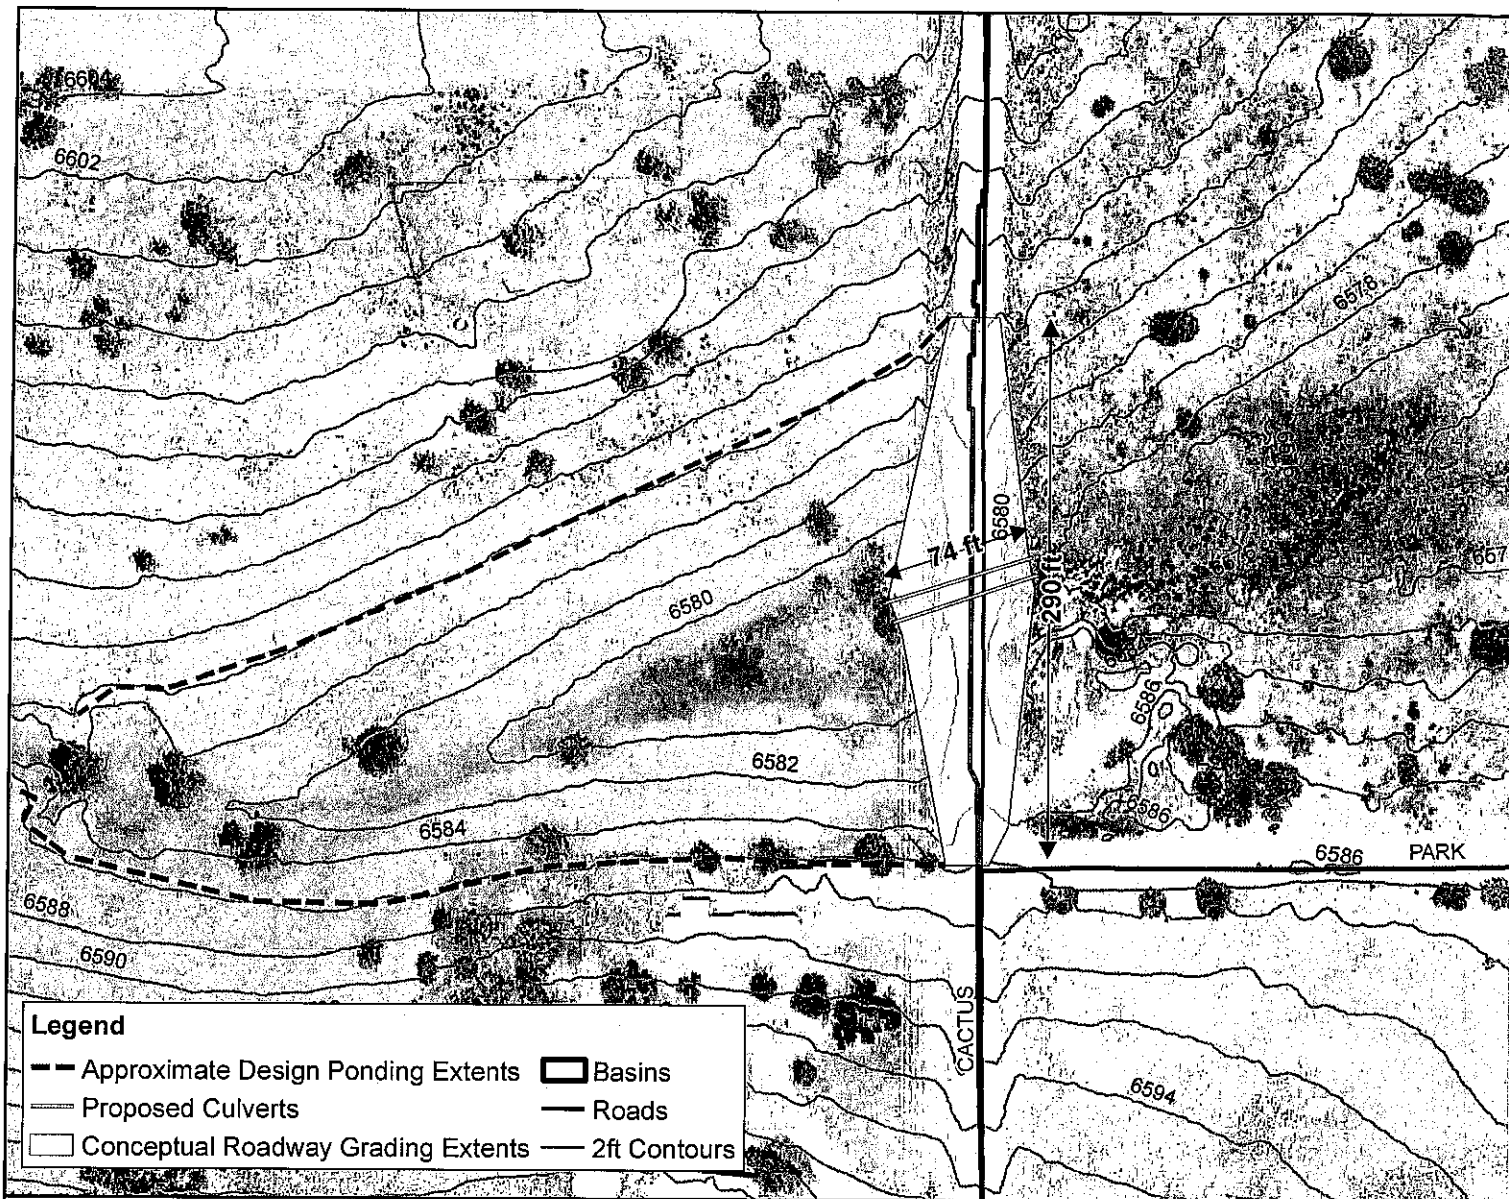 6604
6602
6578
6580
74 ft
657
290 ft
6580
6586
6582
6584
6586
6586
PARK
6588
6590
CACTUS
6594
Legend
Approximate Design Ponding Extents
Basins
Proposed Culverts
Roads
Conceptual Roadway Grading Extents
2ft Contours